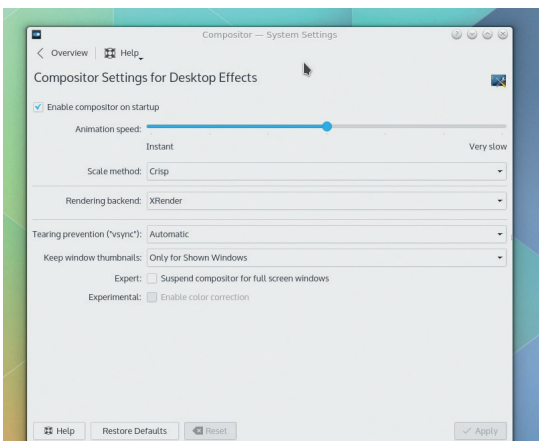 Compositor — System Settings
Overview Help
Compositor Settings for Desktop Effects
Enable compositor on startup
Animation speed:
Instant Very slow
Scale method: Crisp
Rendering backend: XRender
Tearing prevention ("vsync"): Automatic
Keep window thumbnails: Only for Shown Windows
Expert: Suspend compositor for full screen windows
Experimental: Enable color correction
Help Restore Defaults Reset Apply